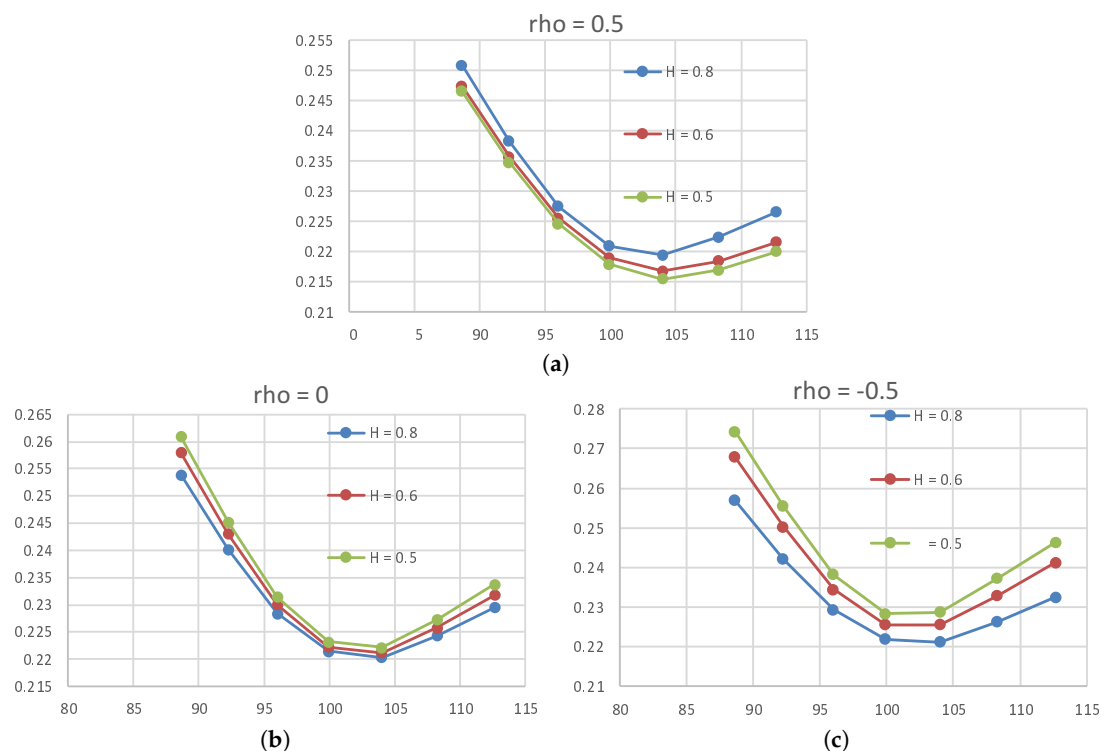 rho = 0.5
0.255
0.25
0.245
0.24
0.235
0.23
0.225
0.22
0.215
0.21
H = 0.8
H = 0.6
H = 0.5
0 5 90 95 100 105 110 115
(a)
rho = 0
0.265
0.26
0.255
0.25
0.245
0.24
0.235
0.23
0.225
0.22
0.215
H = 0.8
H = 0.6
H = 0.5
80 85 90 95 100 105 110 115
(b)
rho = -0.5
0.28
0.27
0.26
0.25
0.24
0.23
0.22
0.21
H = 0.8
H = 0.6
= 0.5
80 85 90 95 100 105 110 115
(c)